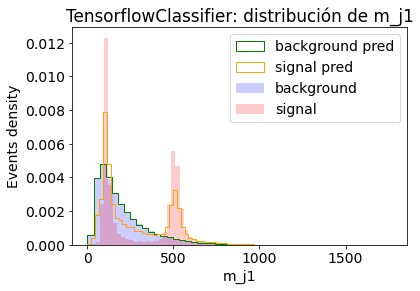 TensorflowClassifier: distribución de m_j1
Events density
0.012
0.010
0.008
0.006
0.004
0.002
0.000
background pred
signal pred
background
signal
0
500
1000
1500
m_j1